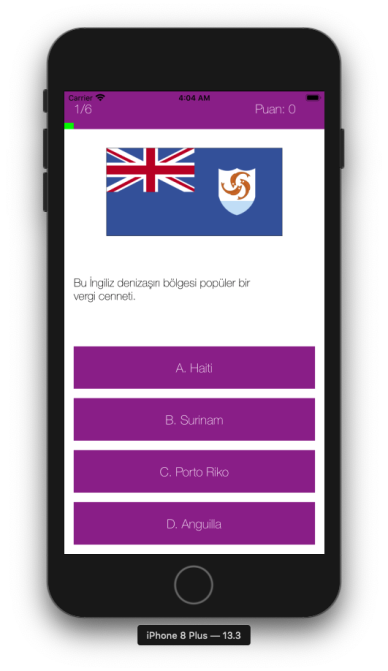 Carrier 4:04 AM
1/6 Puan: 0
Bu İngiliz denizaşırı bölgesi popüler bir
vergi cenneti.
A. Haiti
B. Surinam
C. Porto Riko
D. Anguilla
iPhone 8 Plus — 13.3